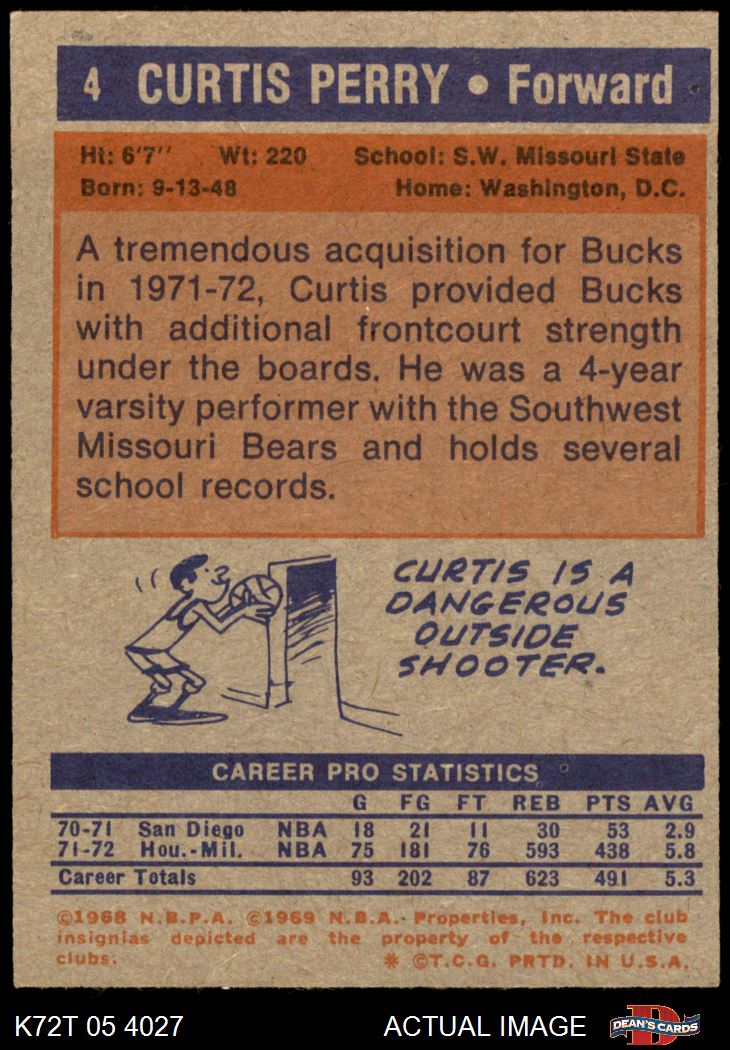 4 CURTIS PERRY • Forward
Ht: 6'7" Wt: 220 School: S.W. Missouri State
Born: 9-13-48 Home: Washington, D.C.
A tremendous acquisition for Bucks
in 1971-72, Curtis provided Bucks
with additional frontcourt strength
under the boards. He was a 4-year
varsity performer with the Southwest
Missouri Bears and holds several
school records.
CURTIS IS A
DANGEROUS
OUTSIDE
SHOOTER.
CAREER PRO STATISTICS
G FG FT REB PTS AVG
70-71 San Diego NBA 18 21 11 30 53 2.9
71-72 Hou.-Mil. NBA 75 181 76 593 438 5.8
Career Totals 93 202 87 623 491 5.3
©1968 N.B.P.A. ©1969 N.B.A. Properties, Inc. The club
insignias depicted are the property of the respective
clubs. * ©T.C.G. PRTD. IN U.S.A.
K72T 05 4027 ACTUAL IMAGE D DEAN'S CARDS